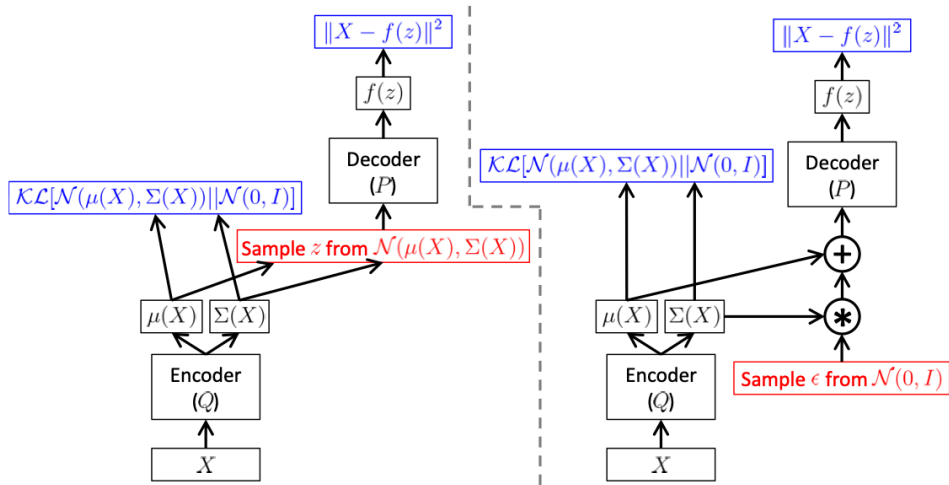 ‖X − f(z)‖²
f(z)
Decoder
(P)
𝒦ℒ[𝒩(μ(X), Σ(X))||𝒩(0, I)]
Sample z from 𝒩(μ(X), Σ(X))
μ(X)
Σ(X)
Encoder
(Q)
X
‖X − f(z)‖²
f(z)
Decoder
(P)
𝒦ℒ[𝒩(μ(X), Σ(X))||𝒩(0, I)]
+
μ(X)
Σ(X)
*
Sample ϵ from 𝒩(0, I)
Encoder
(Q)
X